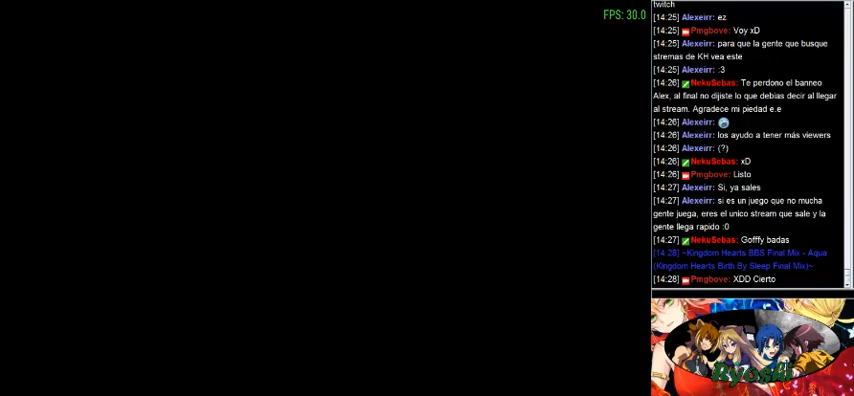 FPS: 30.0
twitch
[14:25] Alexeirr: ez
[14:25] Pmgbove: Voy xD
[14:25] Alexeirr: para que la gente que busque
stremas de KH vea este
[14:25] Alexeirr: :3
[14:26] NekuSebas: Te perdono el banneo
Alex, al final no dijiste lo que debias decir al llegar
al stream. Agradece mi piedad e.e
[14:26] Alexeirr:
[14:26] Alexeirr: los ayudo a tener más viewers
[14:26] Alexeirr: (?)
[14:26] NekuSebas: xD
[14:26] Pmgbove: Listo
[14:27] Alexeirr: Si, ya sales
[14:27] Alexeirr: si es un juego que no mucha
gente juega, eres el unico stream que sale y la
gente llega rapido :0
[14:27] NekuSebas: Gofffy badas
[14:28] ~Kingdom Hearts BBS Final Mix - Aqua
(Kingdom Hearts Birth By Sleep Final Mix)~
[14:28] Pmgbove: XDD Cierto
Ryoski